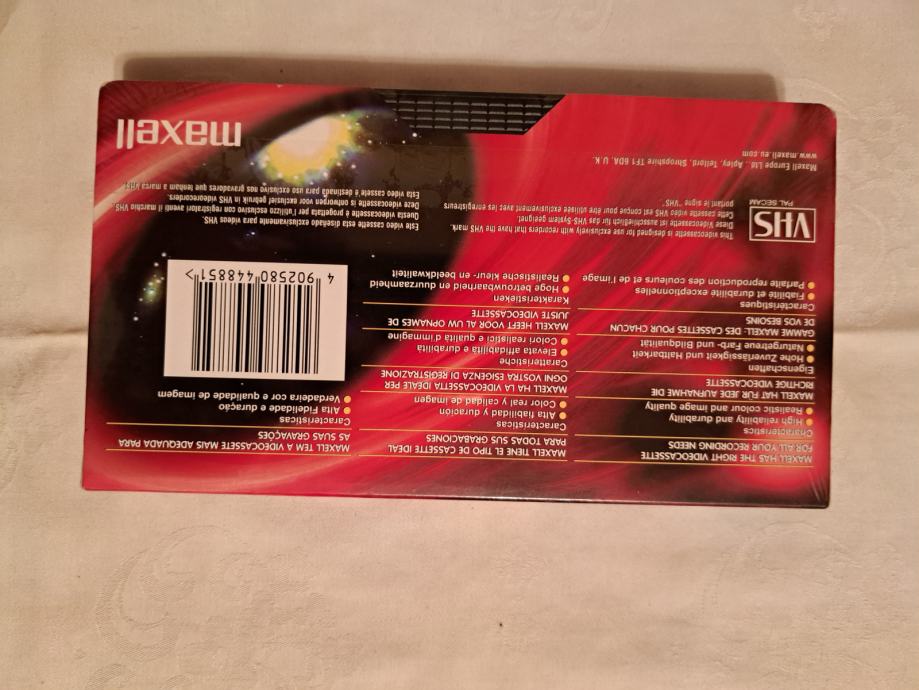 MAXELL HAS THE RIGHT VIDEOCASSETTE
FOR ALL YOUR RECORDING NEEDS
Characteristics
● High reliability and durability
● Realistic colour and image quality
MAXELL HAT FÜR JEDE AUFNAHME DIE
RICHTIGE VIDEOCASSETTE
Eigenschaften
● Hohe Zuverlässigkeit und Haltbarkeit
● Naturgetreue Farb- und Bildqualität
GAMME MAXELL- DES CASSETTES POUR CHACUN
DE VOS BESOINS
Caractéristiques
● Fiabilité et durabilité exceptionnelles
● Parfaite reproduction des couleurs et de l'image
MAXELL TIENE EL TIPO DE CASSETTE IDEAL
PARA TODAS SUS GRABACIONES
Características
● Alta habilidad y duración
● Color real y calidad de imagen
MAXELL HA LA VIDEOCASSETTA IDEALE PER
OGNI VOSTRA ESIGENZA DI REGISTRAZIONE
Caratteristiche
● Elevata affidabilità e durabilità
● Colori realistici e qualità d'immagine
MAXELL HEEFT VOOR AL UW OPNAMES DE
JUISTE VIDEOCASSETTE
Karakteristieken
● Hoge betrouwbaarheid en duurzaamheid
● Realistische kleur- en beeldkwaliteit
MAXELL TEM A VIDEOCASSETE MAIS ADEQUADA PARA
AS SUAS GRAVAÇÕES
Características
● Alta Fidelidade e duração
● Verdadeira cor e qualidade de imagem
4 902580 448851 >
VHS
PAL SECAM
This videocassette is designed for use exclusively with recorders that have the VHS mark.
Diese Videocassette ist ausschließlich für das VHS-System geeignet.
Cette cassette vidéo VHS est conçue pour être utilisée exclusivement avec les enregistreurs
portant le signe "VHS".
Este video cassette está diseñado exclusivamente para videos VHS.
Questa videocassetta è progettata per l'utilizzo esclusivo con registratori aventi il marchio VHS
Deze videocassette is ontworpen voor exclusief gebruik in VHS videorecorders.
Esta vídeo cassete é destinada para uso exclusivo nos gravadores que tenham a marca VHS.
Maxell Europe Ltd., Apley, Telford, Shropshire TF1 6DA, U.K.
www.maxell.eu.com
maxell